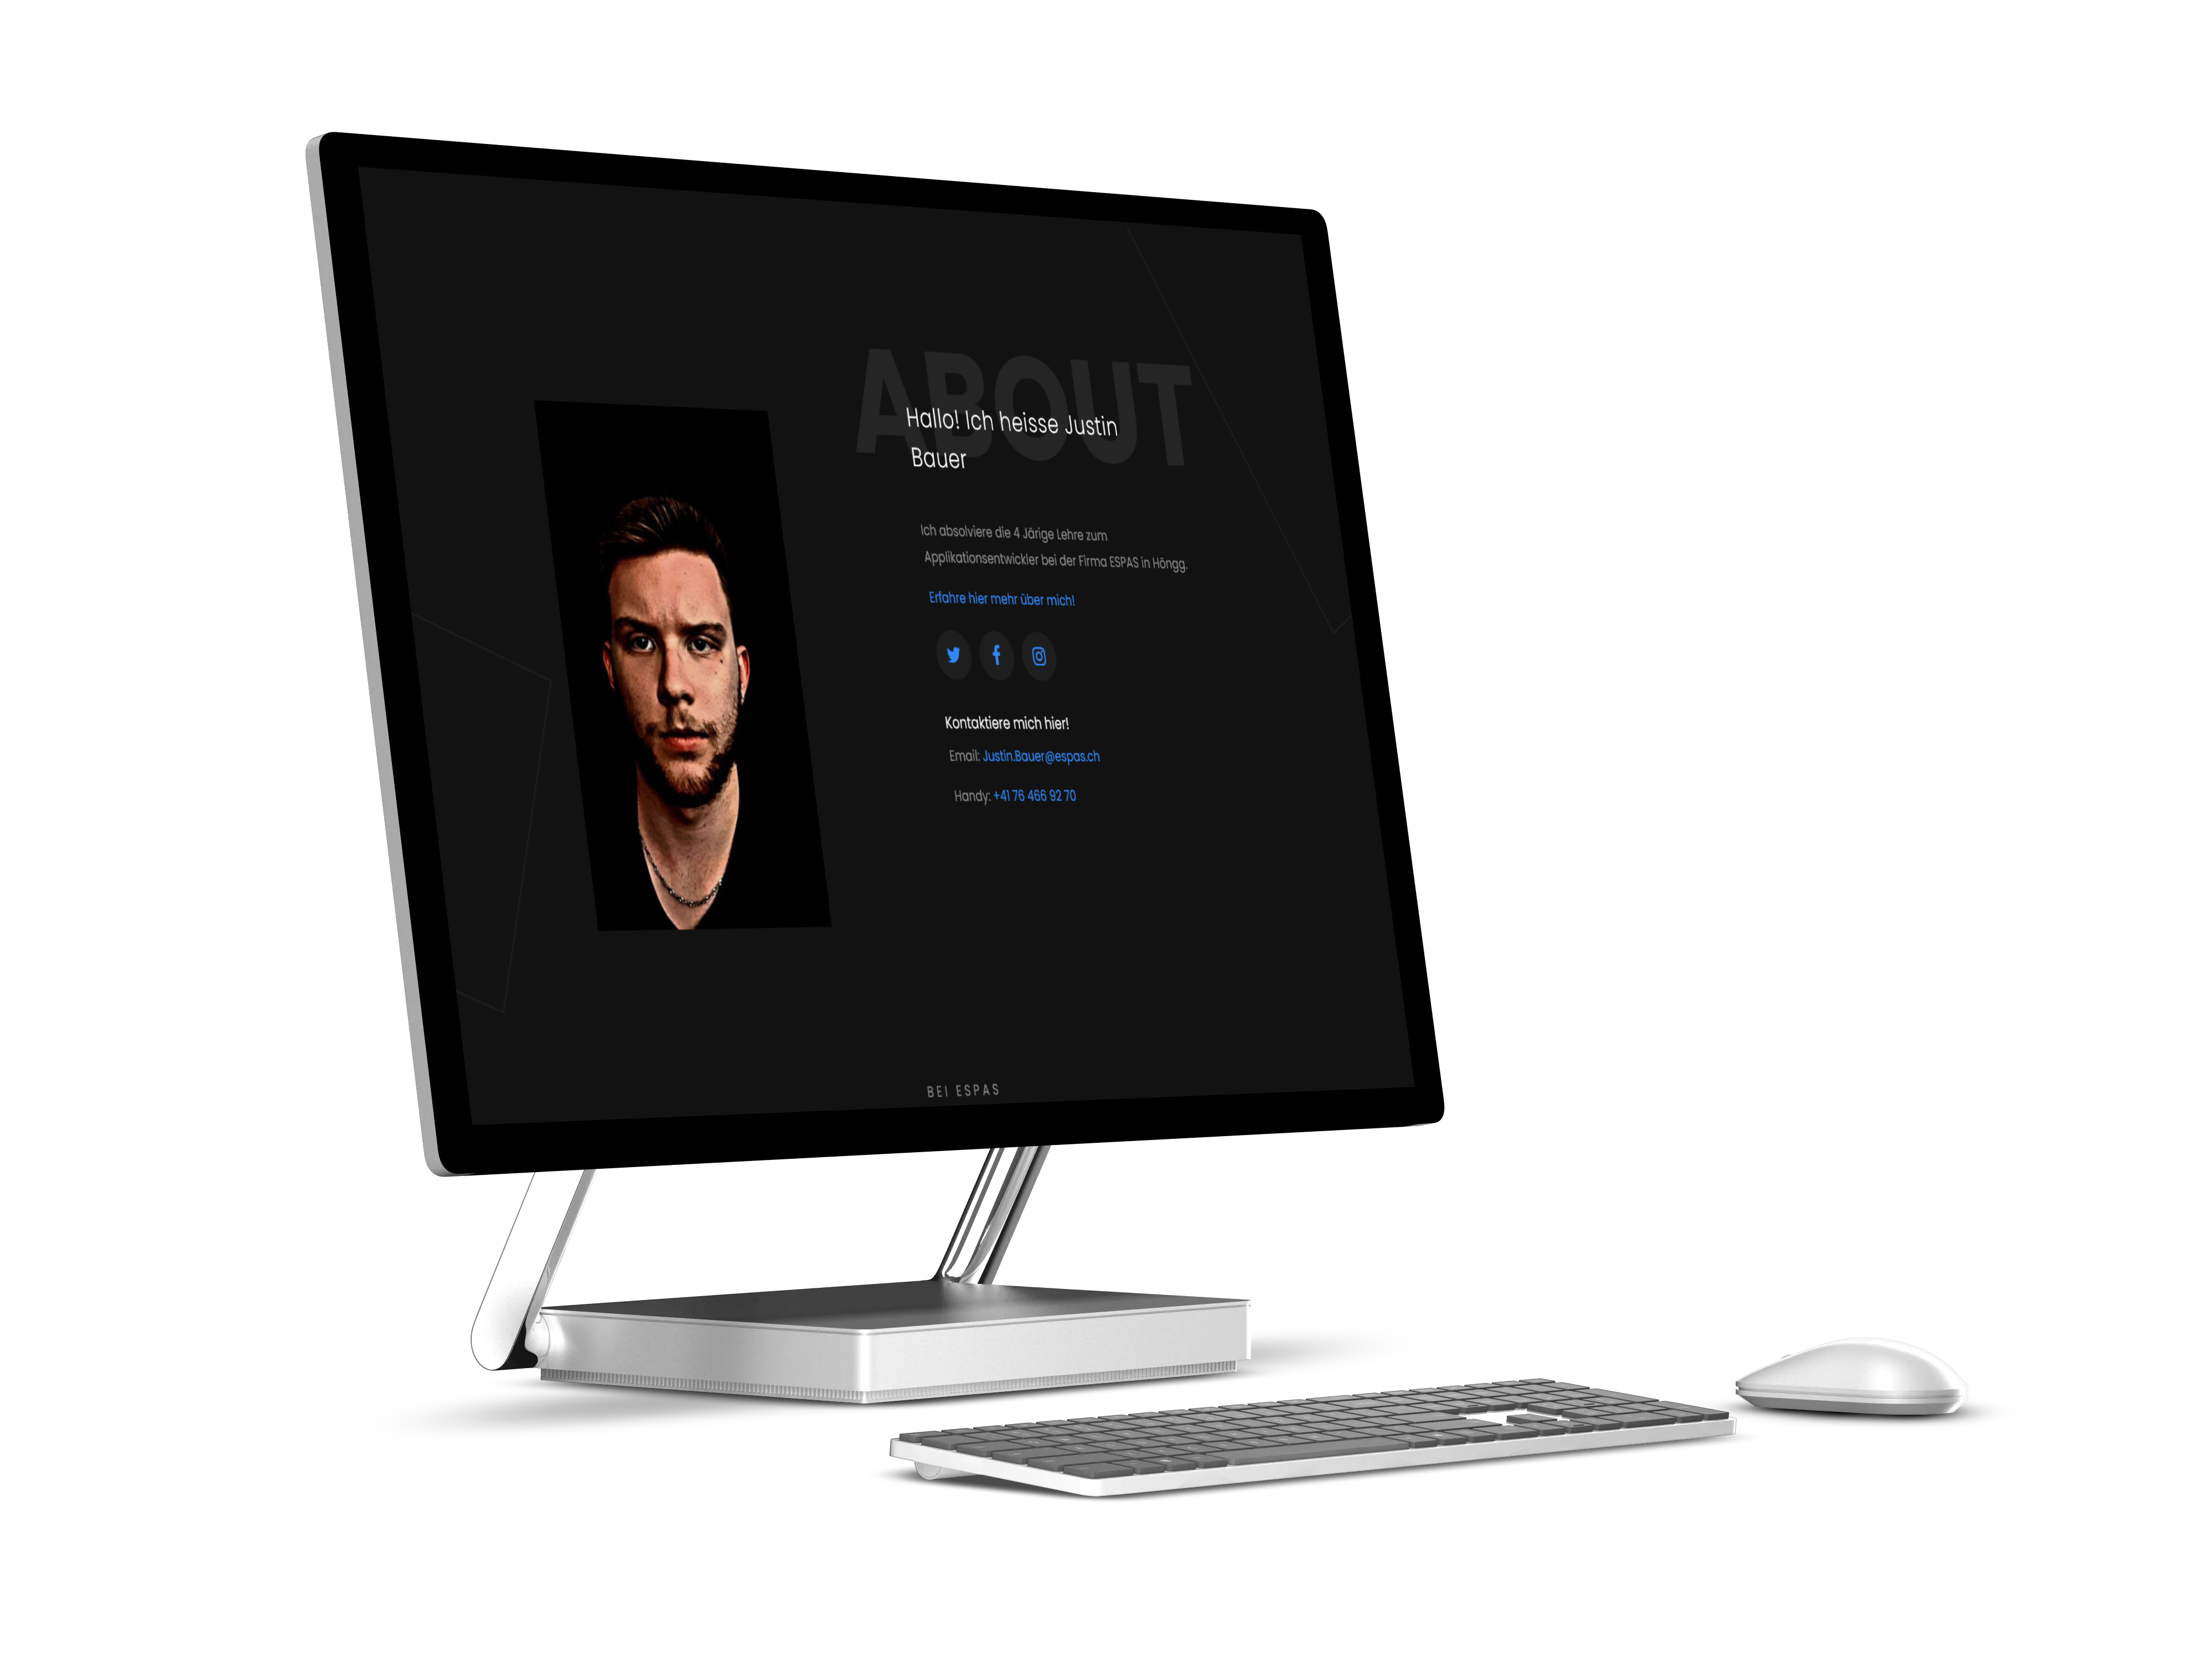 ABOUT
Hallo! Ich heisse Justin
Bauer
Ich absolviere die 4 Järige Lehre zum
Applikationsentwickler bei der Firma ESPAS in Höngg.
Erfahre hier mehr über mich!
Kontaktiere mich hier!
Email: Justin.Bauer@espas.ch
Handy: +41 76 466 92 70
BEI ESPAS